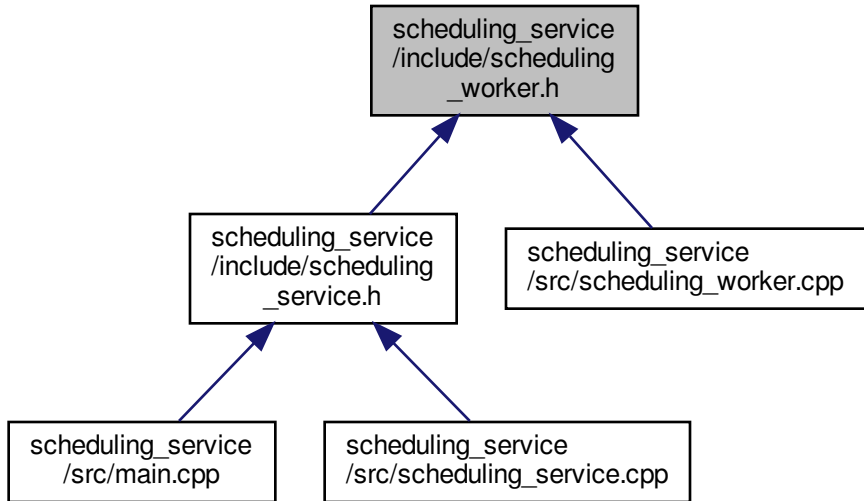 scheduling_service
/include/scheduling
_worker.h
scheduling_service
/include/scheduling
_service.h
scheduling_service
/src/scheduling_worker.cpp
scheduling_service
/src/main.cpp
scheduling_service
/src/scheduling_service.cpp